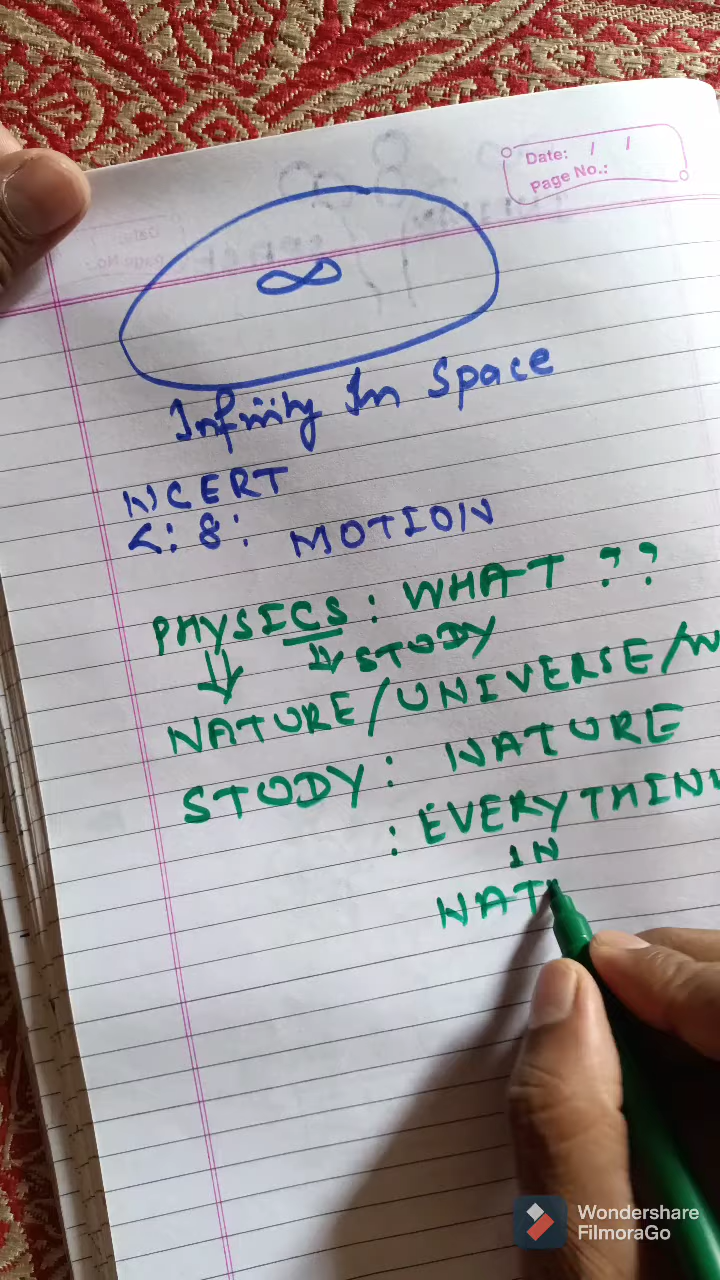 Date: / /
Page No.:
∞
Infinity In Space
NCERT
<: 8: MOTION
PHYSICS : WHAT ??
⇓ ⇓ STUDY
NATURE/UNIVERSE/W
STUDY: NATURE
: EVERYTHIN
IN
NAT
Wondershare
FilmoraGo